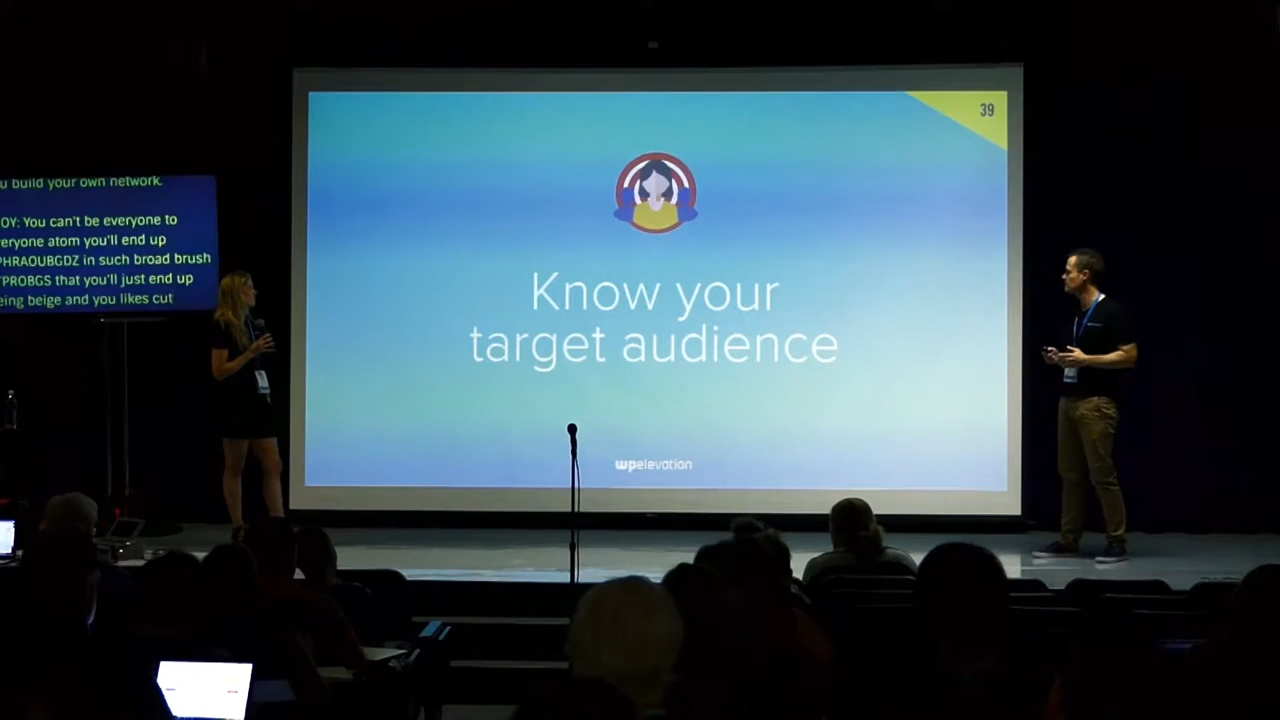 u build your own network.
OY: You can't be everyone to
eryone atom you'll end up
PHRAOUBGDZ in such broad brush
TPROBGS that you'll just end up
eing beige and you likes cut
39
Know your
target audience
wpelevation